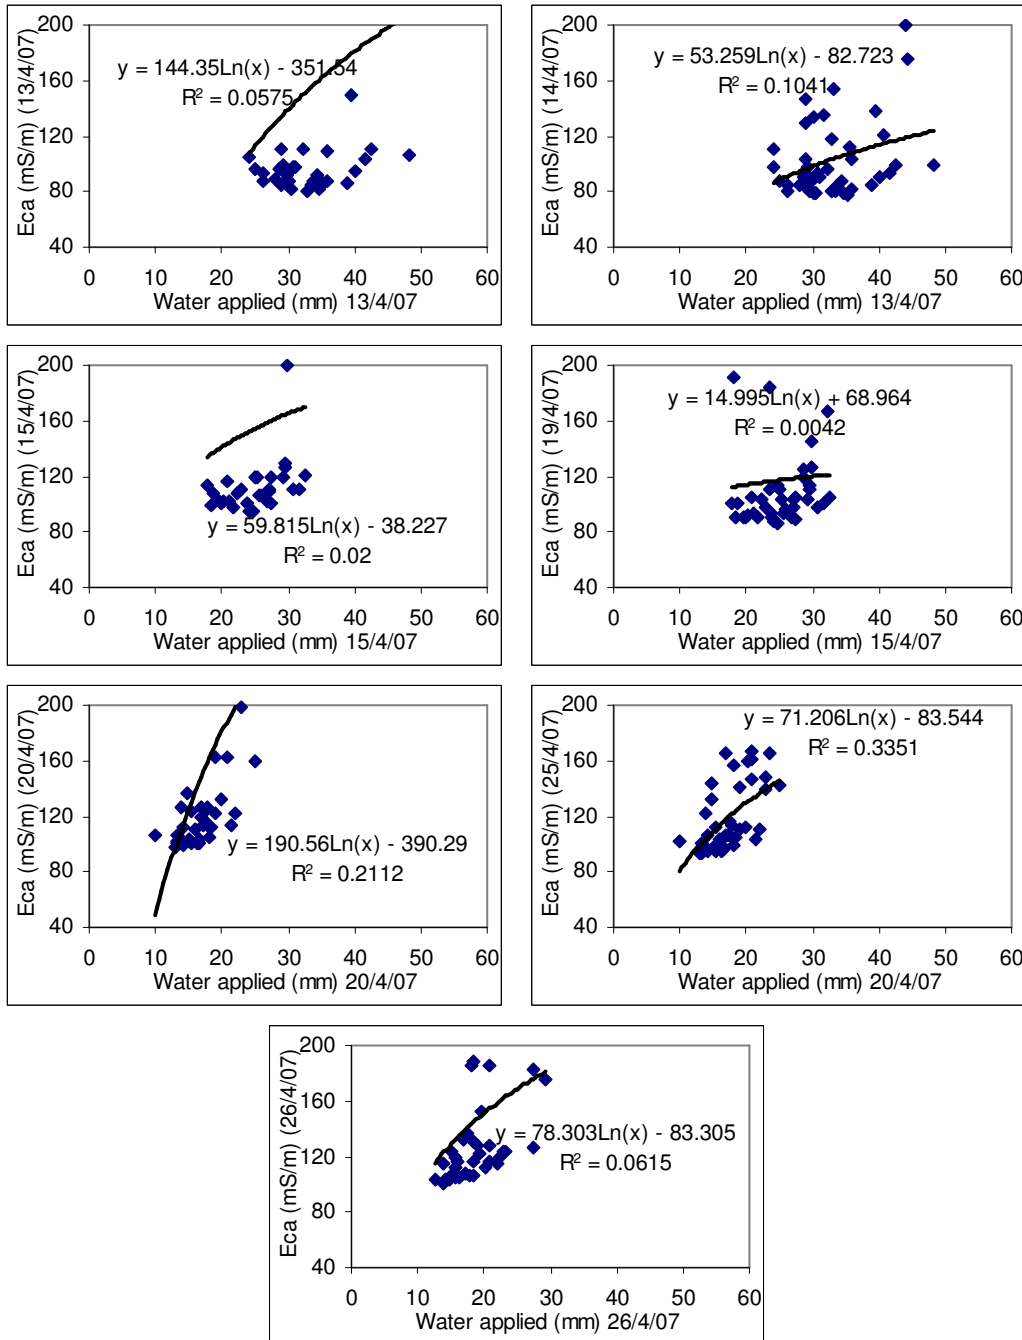 Eca (mS/m) (13/4/07)
200
160
120
80
40
y = 144.35Ln(x) - 351.54
R² = 0.0575
0 10 20 30 40 50 60
Water applied (mm) 13/4/07
Eca (mS/m) (14/4/07)
200
160
120
80
40
y = 53.259Ln(x) - 82.723
R² = 0.1041
0 10 20 30 40 50 60
Water applied (mm) 13/4/07
Eca (mS/m) (15/4/07)
200
160
120
80
40
y = 59.815Ln(x) - 38.227
R² = 0.02
0 10 20 30 40 50 60
Water applied (mm) 15/4/07
Eca (mS/m) (19/4/07)
200
160
120
80
40
y = 14.995Ln(x) + 68.964
R² = 0.0042
0 10 20 30 40 50 60
Water applied (mm) 15/4/07
Eca (mS/m) (20/4/07)
200
160
120
80
40
y = 190.56Ln(x) - 390.29
R² = 0.2112
0 10 20 30 40 50 60
Water applied (mm) 20/4/07
Eca (mS/m) (25/4/07)
200
160
120
80
40
y = 71.206Ln(x) - 83.544
R² = 0.3351
0 10 20 30 40 50 60
Water applied (mm) 20/4/07
Eca (mS/m) (26/4/07)
200
160
120
80
40
y = 78.303Ln(x) - 83.305
R² = 0.0615
0 10 20 30 40 50 60
Water applied (mm) 26/4/07